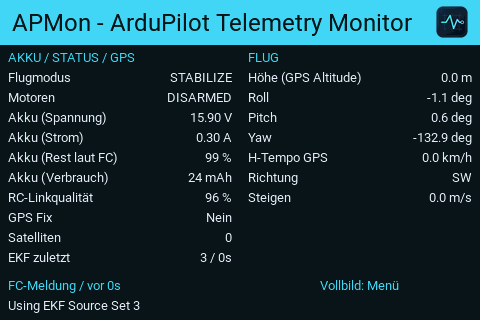 APMon - ArduPilot Telemetry Monitor
AKKU / STATUS / GPS
Flugmodus STABILIZE
Motoren DISARMED
Akku (Spannung) 15.90 V
Akku (Strom) 0.30 A
Akku (Rest laut FC) 99 %
Akku (Verbrauch) 24 mAh
RC-Linkqualität 96 %
GPS Fix Nein
Satelliten 0
EKF zuletzt 3 / 0s
FLUG
Höhe (GPS Altitude) 0.0 m
Roll -1.1 deg
Pitch 0.6 deg
Yaw -132.9 deg
H-Tempo GPS 0.0 km/h
Richtung SW
Steigen 0.0 m/s
FC-Meldung / vor 0s
Using EKF Source Set 3
Vollbild: Menü